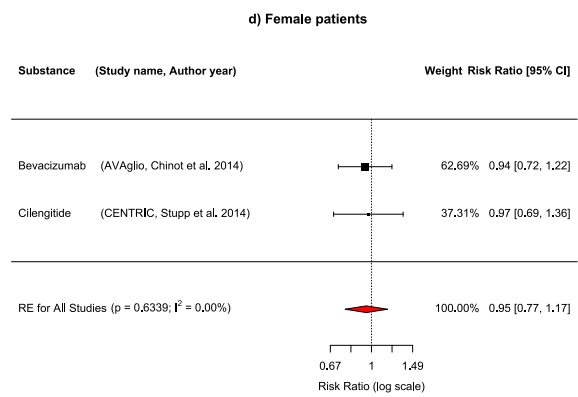 d) Female patients
Substance (Study name, Author year) Weight Risk Ratio [95% CI]
Bevacizumab (AVAglio, Chinot et al. 2014) 62.69% 0.94 [0.72, 1.22]
Cilengitide (CENTRIC, Stupp et al. 2014) 37.31% 0.97 [0.69, 1.36]
RE for All Studies (p = 0.6339; I² = 0.00%) 100.00% 0.95 [0.77, 1.17]
0.67 1 1.49
Risk Ratio (log scale)